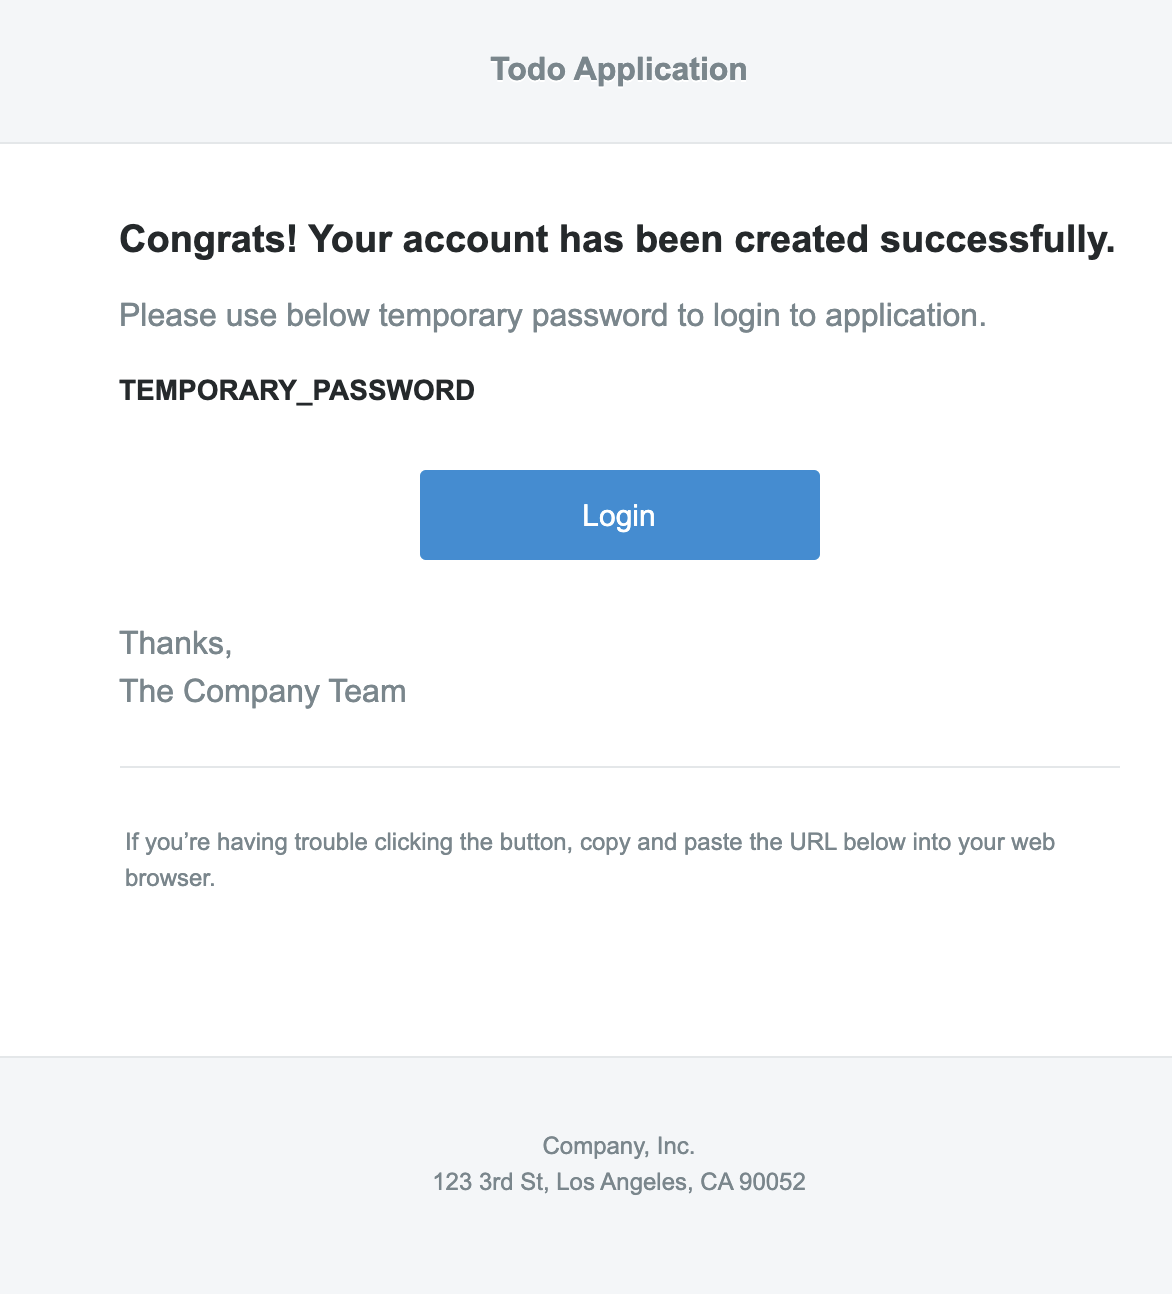 Todo Application
Congrats! Your account has been created successfully.
Please use below temporary password to login to application.
TEMPORARY_PASSWORD
Login
Thanks,
The Company Team
If you’re having trouble clicking the button, copy and paste the URL below into your web
browser.
Company, Inc.
123 3rd St, Los Angeles, CA 90052